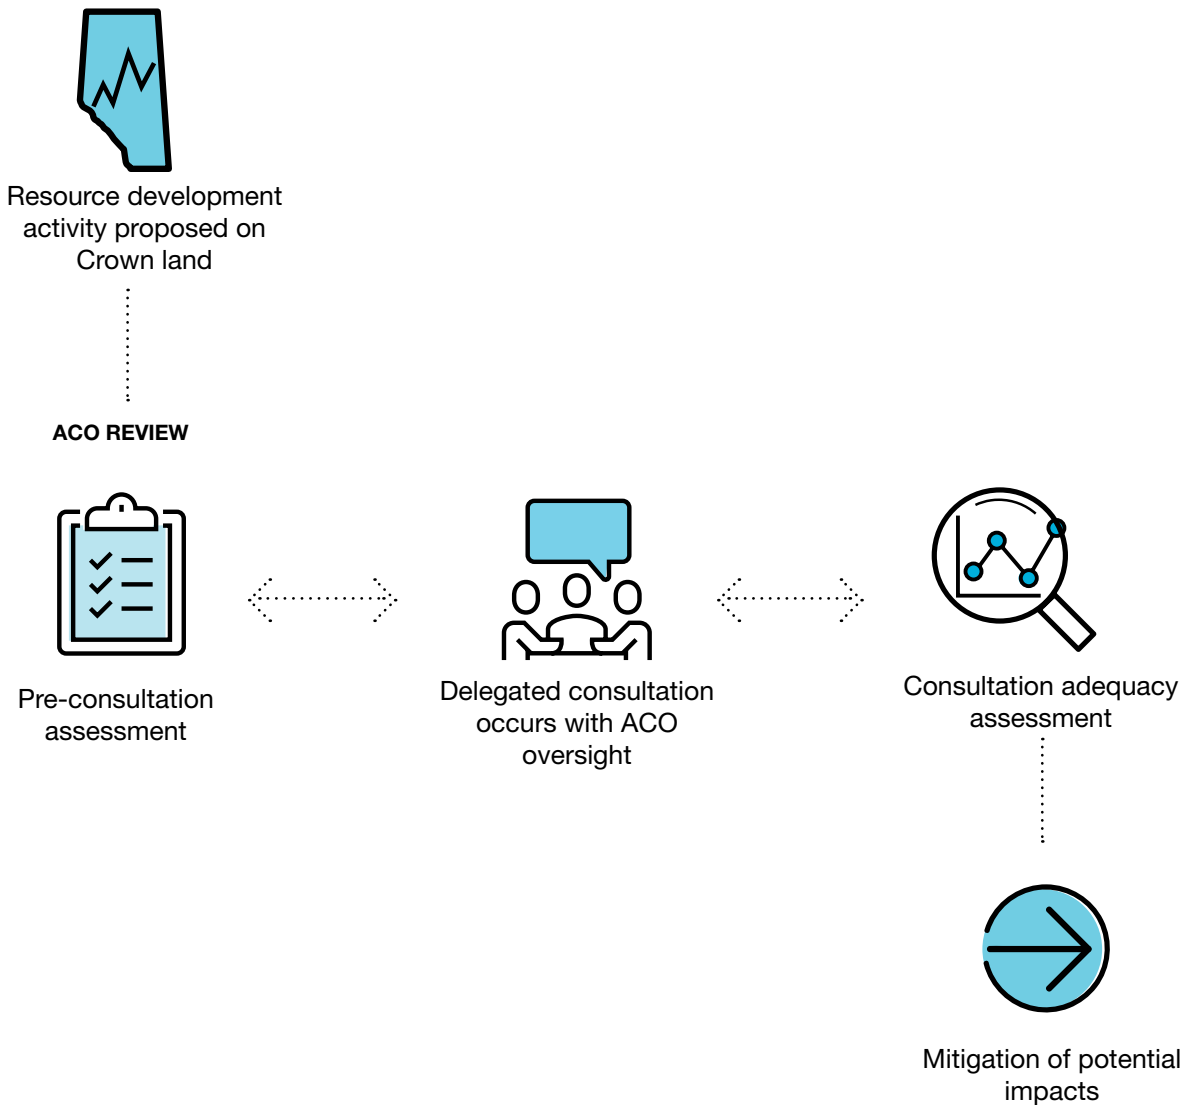 Resource development
activity proposed on
Crown land
ACO REVIEW
Pre-consultation
assessment
Delegated consultation
occurs with ACO
oversight
Consultation adequacy
assessment
Mitigation of potential
impacts